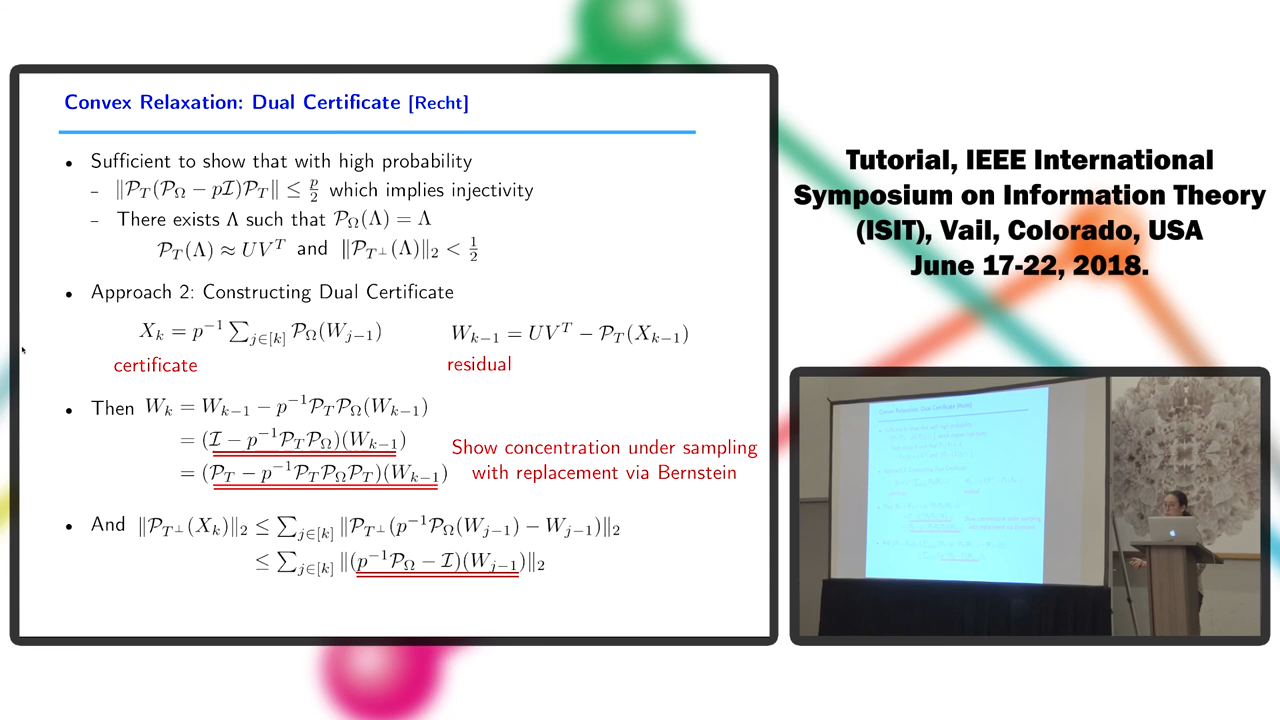 Convex Relaxation: Dual Certificate [Recht]
• Sufficient to show that with high probability
– ‖𝒫_T(𝒫_Ω − pℐ)𝒫_T‖ ≤ p/2 which implies injectivity
– There exists Λ such that 𝒫_Ω(Λ) = Λ
𝒫_T(Λ) ≈ UV^T and ‖𝒫_{T^⊥}(Λ)‖₂ < 1/2
• Approach 2: Constructing Dual Certificate
X_k = p^{−1} ∑_{j∈[k]} 𝒫_Ω(W_{j−1}) W_{k−1} = UV^T − 𝒫_T(X_{k−1})
certificate residual
• Then W_k = W_{k−1} − p^{−1}𝒫_T𝒫_Ω(W_{k−1})
= (ℐ − p^{−1}𝒫_T𝒫_Ω)(W_{k−1})
= (𝒫_T − p^{−1}𝒫_T𝒫_Ω𝒫_T)(W_{k−1})
Show concentration under sampling
with replacement via Bernstein
• And ‖𝒫_{T^⊥}(X_k)‖₂ ≤ ∑_{j∈[k]} ‖𝒫_{T^⊥}(p^{−1}𝒫_Ω(W_{j−1}) − W_{j−1})‖₂
≤ ∑_{j∈[k]} ‖(p^{−1}𝒫_Ω − ℐ)(W_{j−1})‖₂
Tutorial, IEEE International
Symposium on Information Theory
(ISIT), Vail, Colorado, USA
June 17-22, 2018.